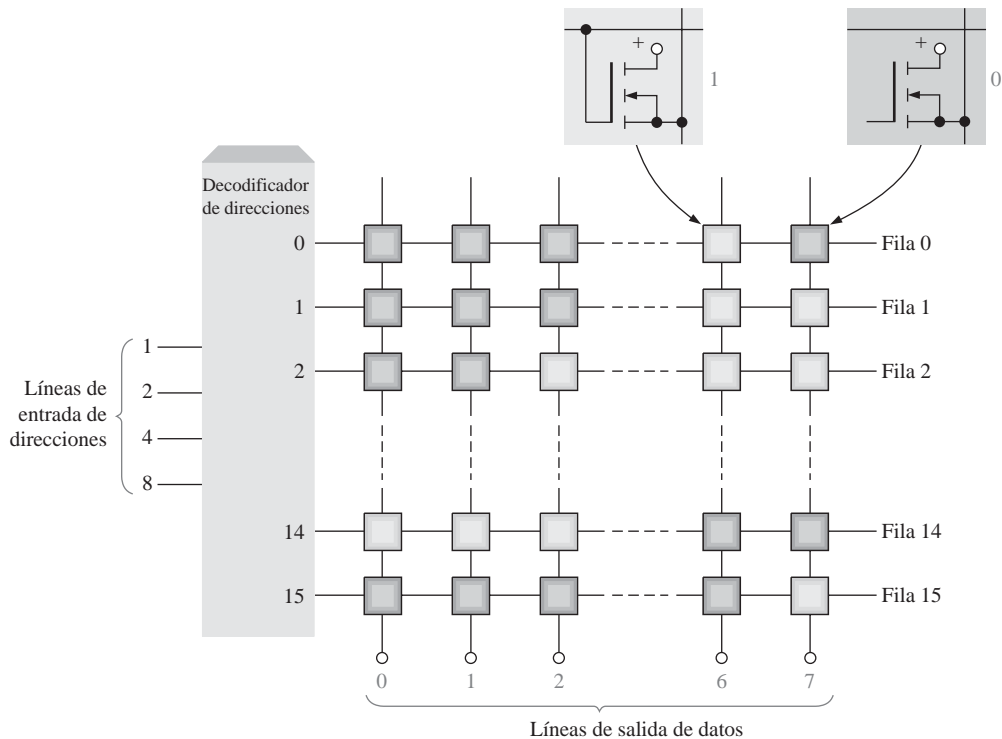 +
1
+
0
Decodificador
de direcciones
0
Fila 0
1
Fila 1
2
Fila 2
Líneas de
entrada de
direcciones
1
2
4
8
14
Fila 14
15
Fila 15
0 1 2 6 7
Líneas de salida de datos